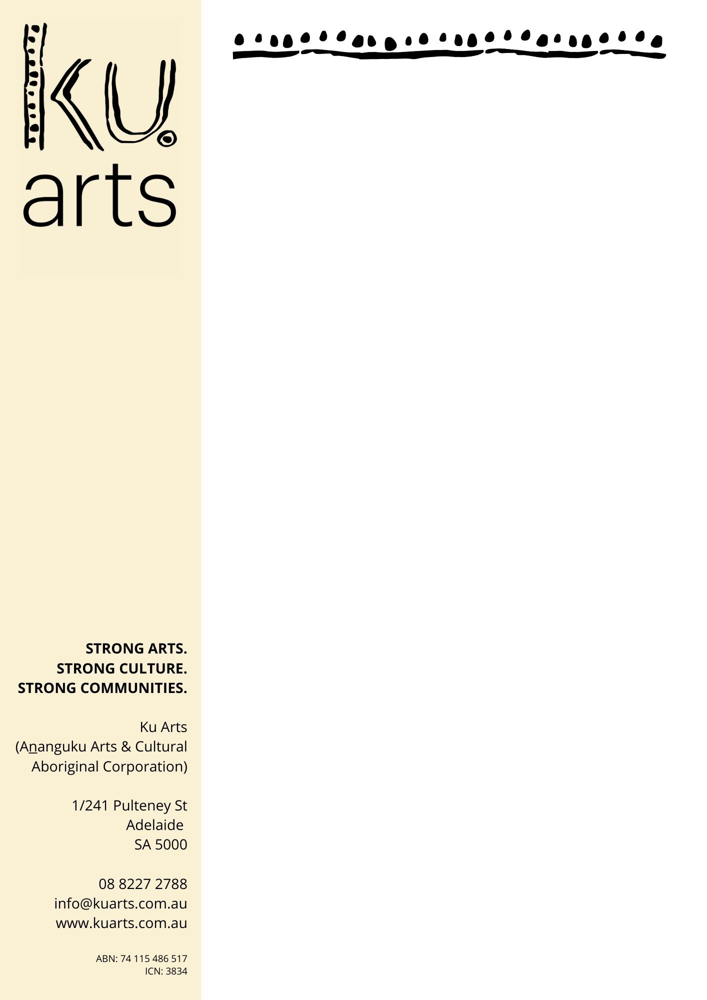 Ku.
arts
STRONG ARTS.
STRONG CULTURE.
STRONG COMMUNITIES.
Ku Arts
(Aṉanguku Arts & Cultural
Aboriginal Corporation)
1/241 Pulteney St
Adelaide
SA 5000
08 8227 2788
info@kuarts.com.au
www.kuarts.com.au
ABN: 74 115 486 517
ICN: 3834